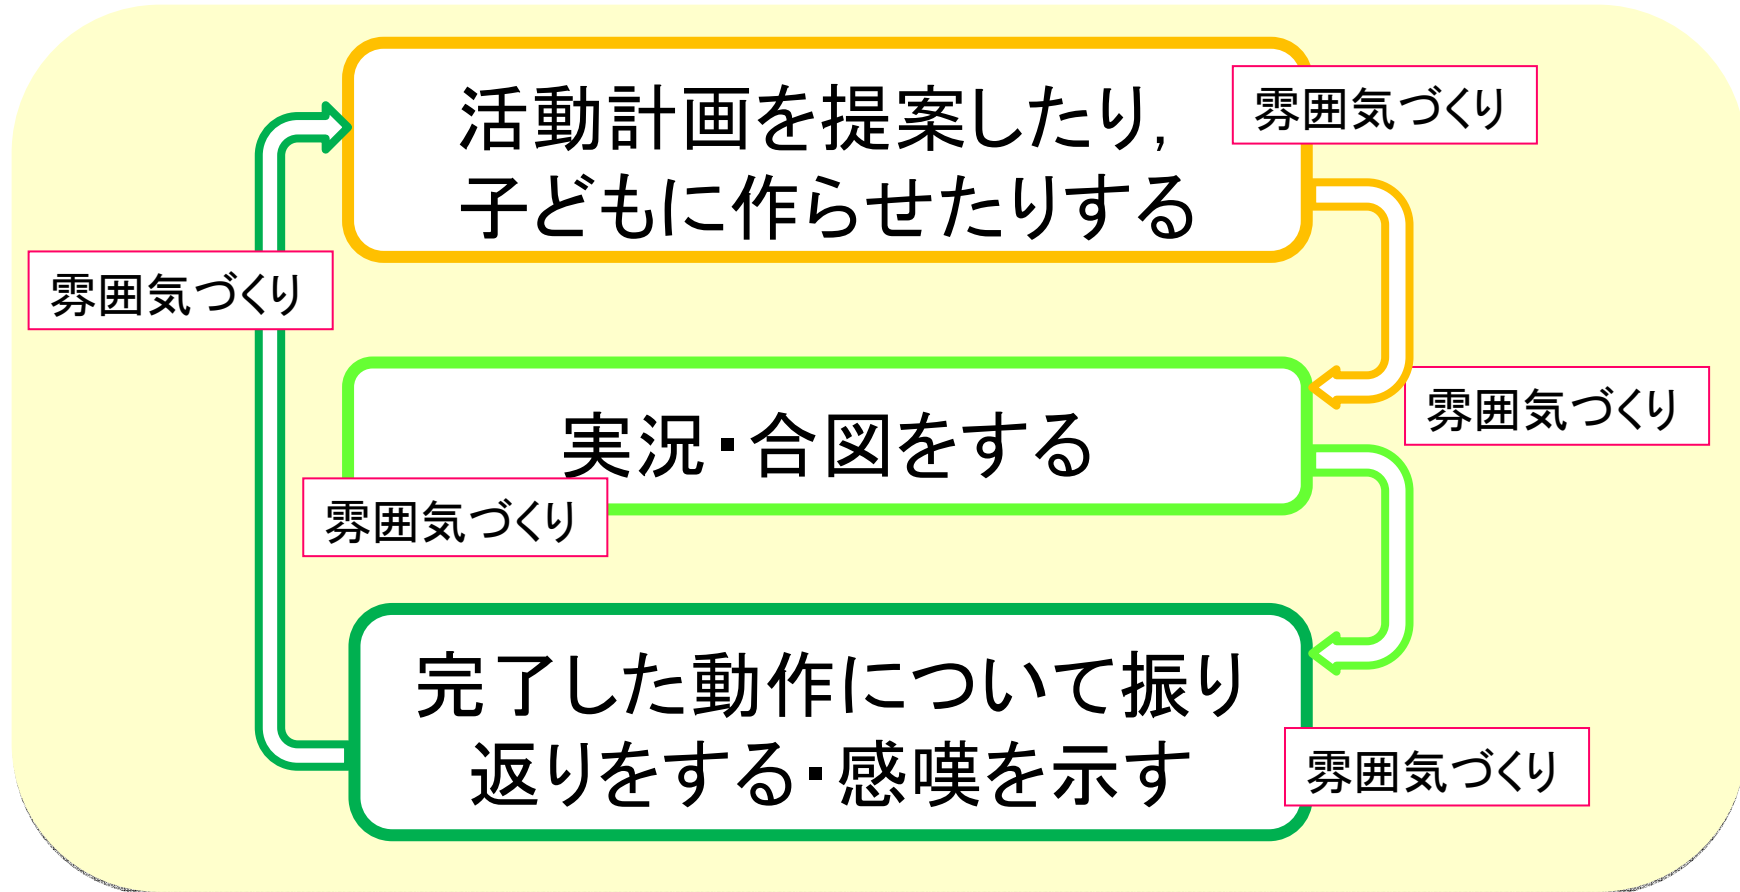 活動計画を提案したり,
子どもに作らせたりする
雰囲気づくり
雰囲気づくり
実況・合図をする
雰囲気づくり
雰囲気づくり
完了した動作について振り
返りをする・感嘆を示す
雰囲気づくり